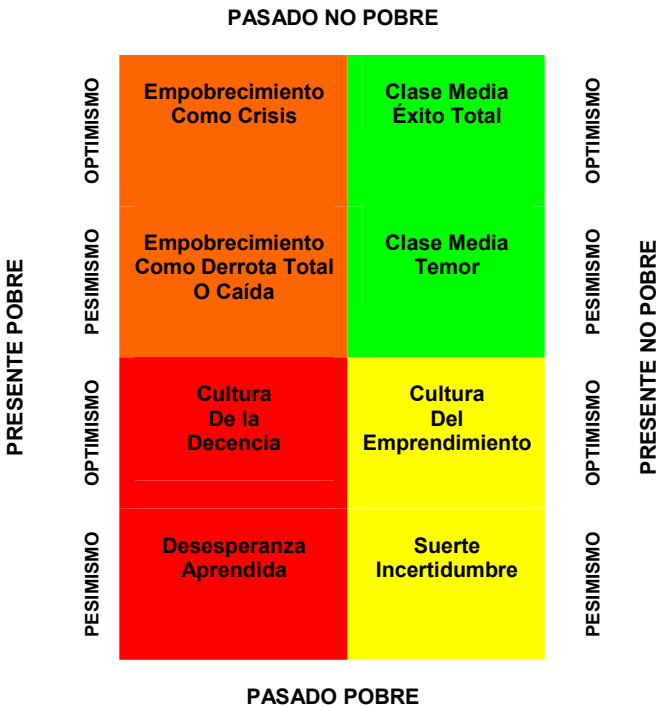 PASADO NO POBRE
OPTIMISMO
Empobrecimiento
Como Crisis
Clase Media
Éxito Total
OPTIMISMO
PESIMISMO
Empobrecimiento
Como Derrota Total
O Caída
Clase Media
Temor
PESIMISMO
PRESENTE POBRE
PRESENTE NO POBRE
OPTIMISMO
Cultura
De la
Decencia
Cultura
Del
Emprendimiento
OPTIMISMO
PESIMISMO
Desesperanza
Aprendida
Suerte
Incertidumbre
PESIMISMO
PASADO POBRE